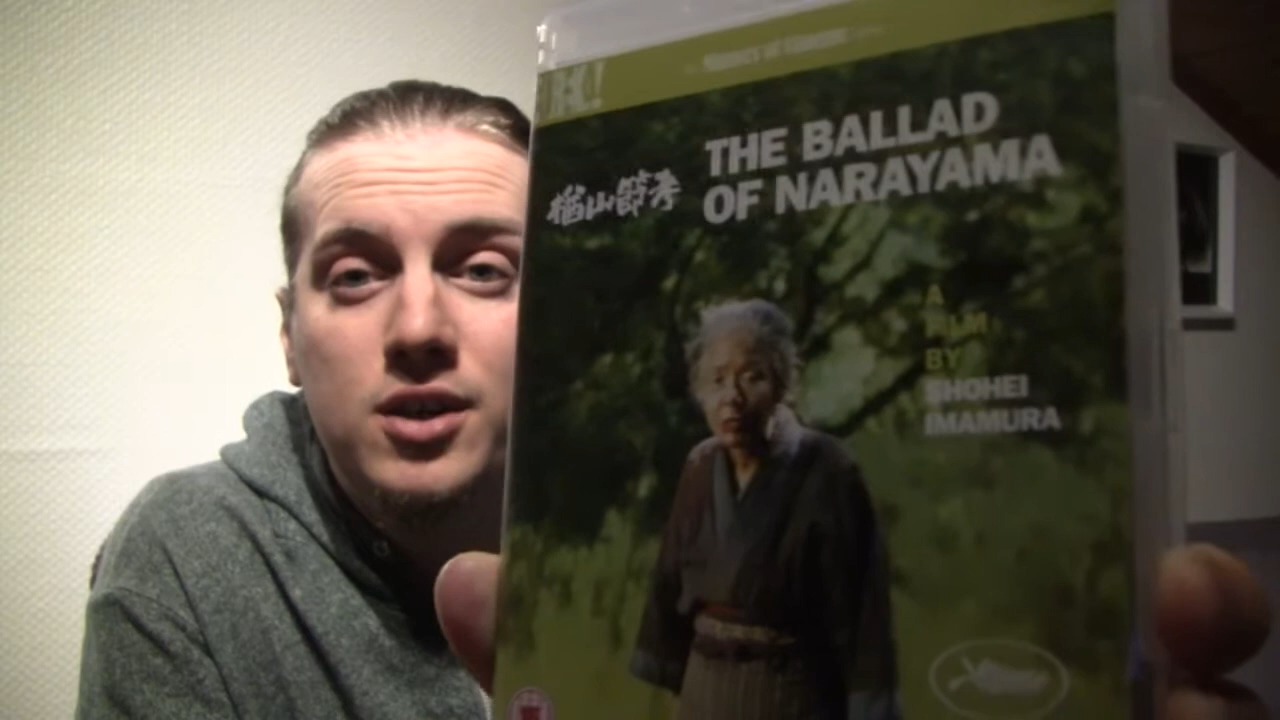 THE BALLAD
楢山節考 OF NARAYAMA
A
FILM
BY
SHOHEI
IMAMURA